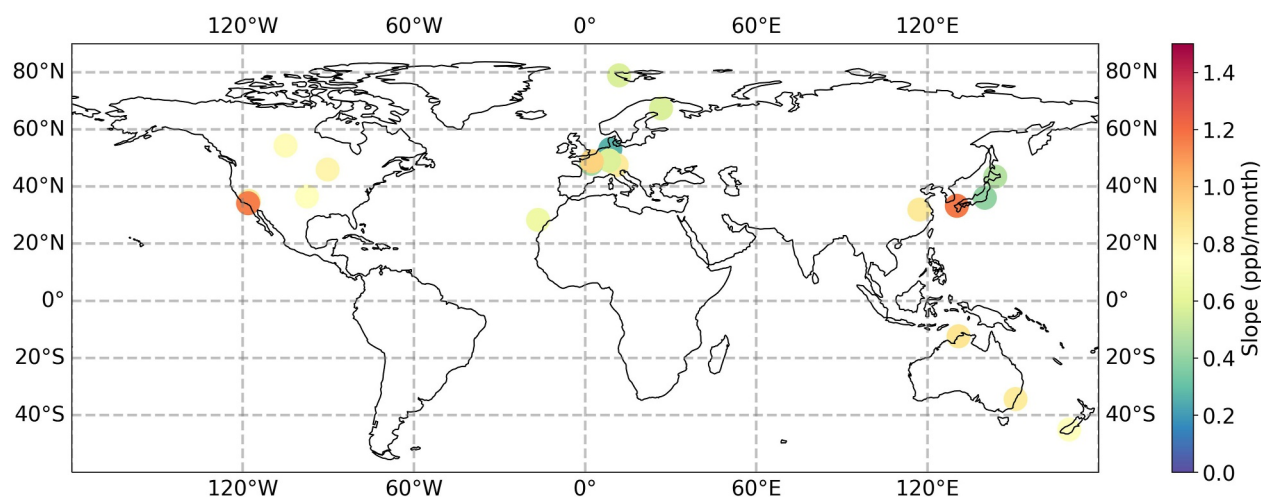 120°W 60°W 0° 60°E 120°E
80°N 80°N 1.4
60°N 60°N 1.2
40°N 40°N 1.0
20°N 20°N 0.8
0° 0° 0.6
20°S 20°S 0.4
40°S 40°S 0.2
0.0
Slope (ppb/month)
120°W 60°W 0° 60°E 120°E